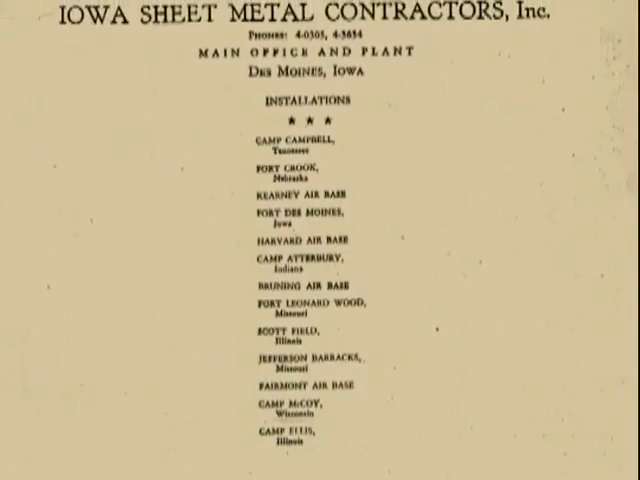 IOWA SHEET METAL CONTRACTORS, Inc.
PHONES: 4-0305, 4-3634
MAIN OFFICE AND PLANT
DES MOINES, IOWA
INSTALLATIONS
★ ★ ★
CAMP CAMPBELL,
Tennessee
FORT CROOK,
Nebraska
KEARNEY AIR BASE
FORT DES MOINES,
Iowa
HARVARD AIR BASE
CAMP ATTERBURY,
Indiana
BRUNING AIR BASE
FORT LEONARD WOOD,
Missouri
SCOTT FIELD,
Illinois
JEFFERSON BARRACKS,
Missouri
FAIRMONT AIR BASE
CAMP McCOY,
Wisconsin
CAMP ELLIS,
Illinois